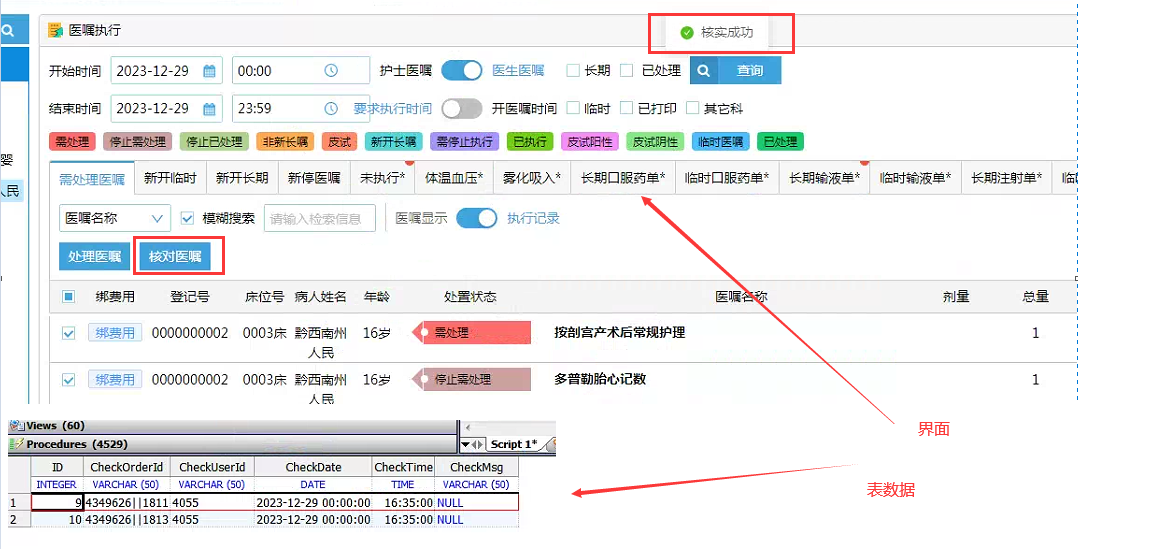 医嘱执行
核实成功
开始时间 2023-12-29 00:00 护士医嘱 医生医嘱 长期 已处理 查询
结束时间 2023-12-29 23:59 要求执行时间 开医嘱时间 临时 已打印 其它科
需处理 停止需处理 停止已处理 非新长嘱 皮试 新开长嘱 需停止执行 已执行 皮试阳性 皮试阴性 临时医嘱 已处理
婴
人民
需处理医嘱 新开临时 新开长期 新停医嘱 未执行* 体温血压* 雾化吸入* 长期口服药单* 临时口服药单* 长期输液单* 临时输液单* 长期注射单*
医嘱名称 模糊搜索 请输入检索信息 医嘱显示 执行记录
处理医嘱 核对医嘱
绑费用 登记号 床位号 病人姓名 年龄 处置状态 医嘱名称 剂量 总量
绑费用 0000000002 0003床 黔西南州 16岁 需处理 按剖宫产术后常规护理 1
人民
绑费用 0000000002 0003床 黔西南州 16岁 停止需处理 多普勒胎心记数 1
人民
界面
Views (60)
Procedures (4529) Script 1*
ID CheckOrderId CheckUserId CheckDate CheckTime CheckMsg
INTEGER VARCHAR (50) VARCHAR (50) DATE TIME VARCHAR (50)
1 9 4349626||1811 4055 2023-12-29 00:00:00 16:35:00 NULL
2 10 4349626||1813 4055 2023-12-29 00:00:00 16:35:00 NULL
表数据